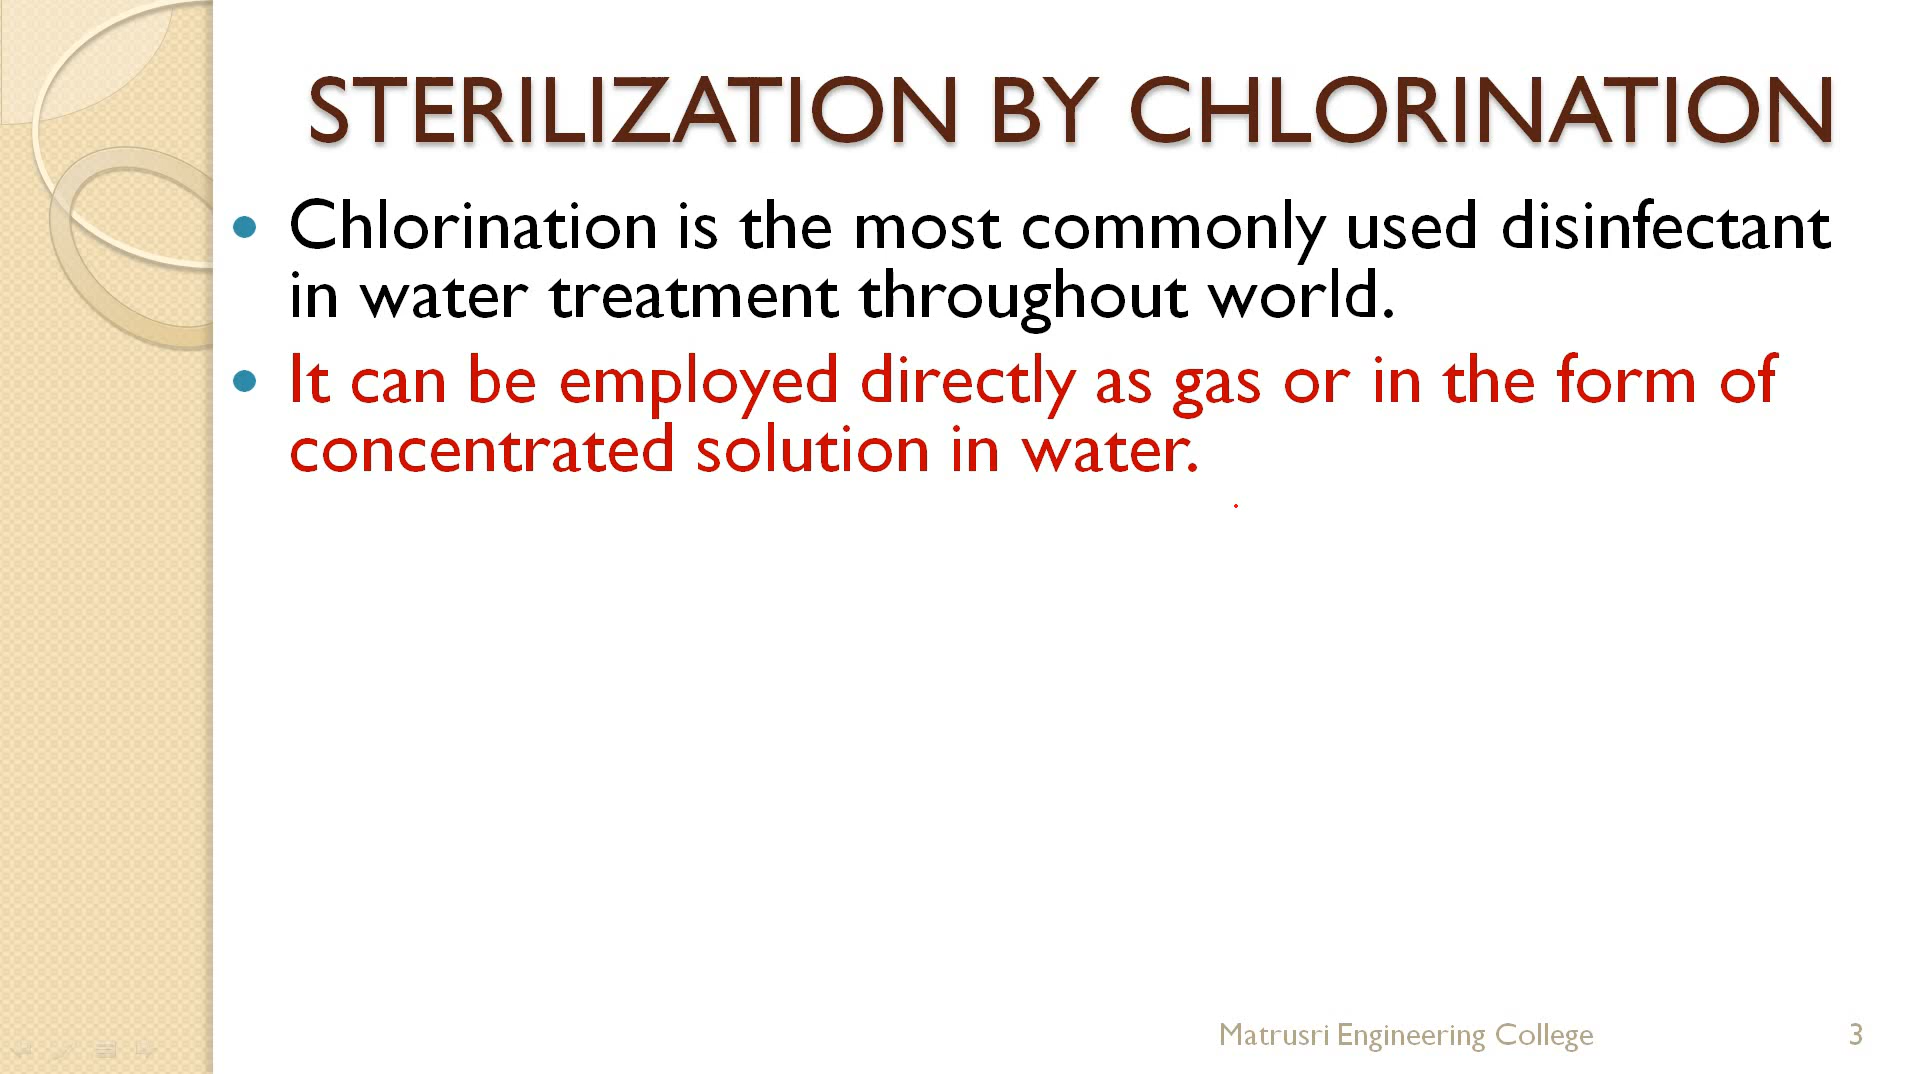 STERILIZATION BY CHLORINATION
• Chlorination is the most commonly used disinfectant
in water treatment throughout world.
• It can be employed directly as gas or in the form of
concentrated solution in water.
Matrusri Engineering College 3